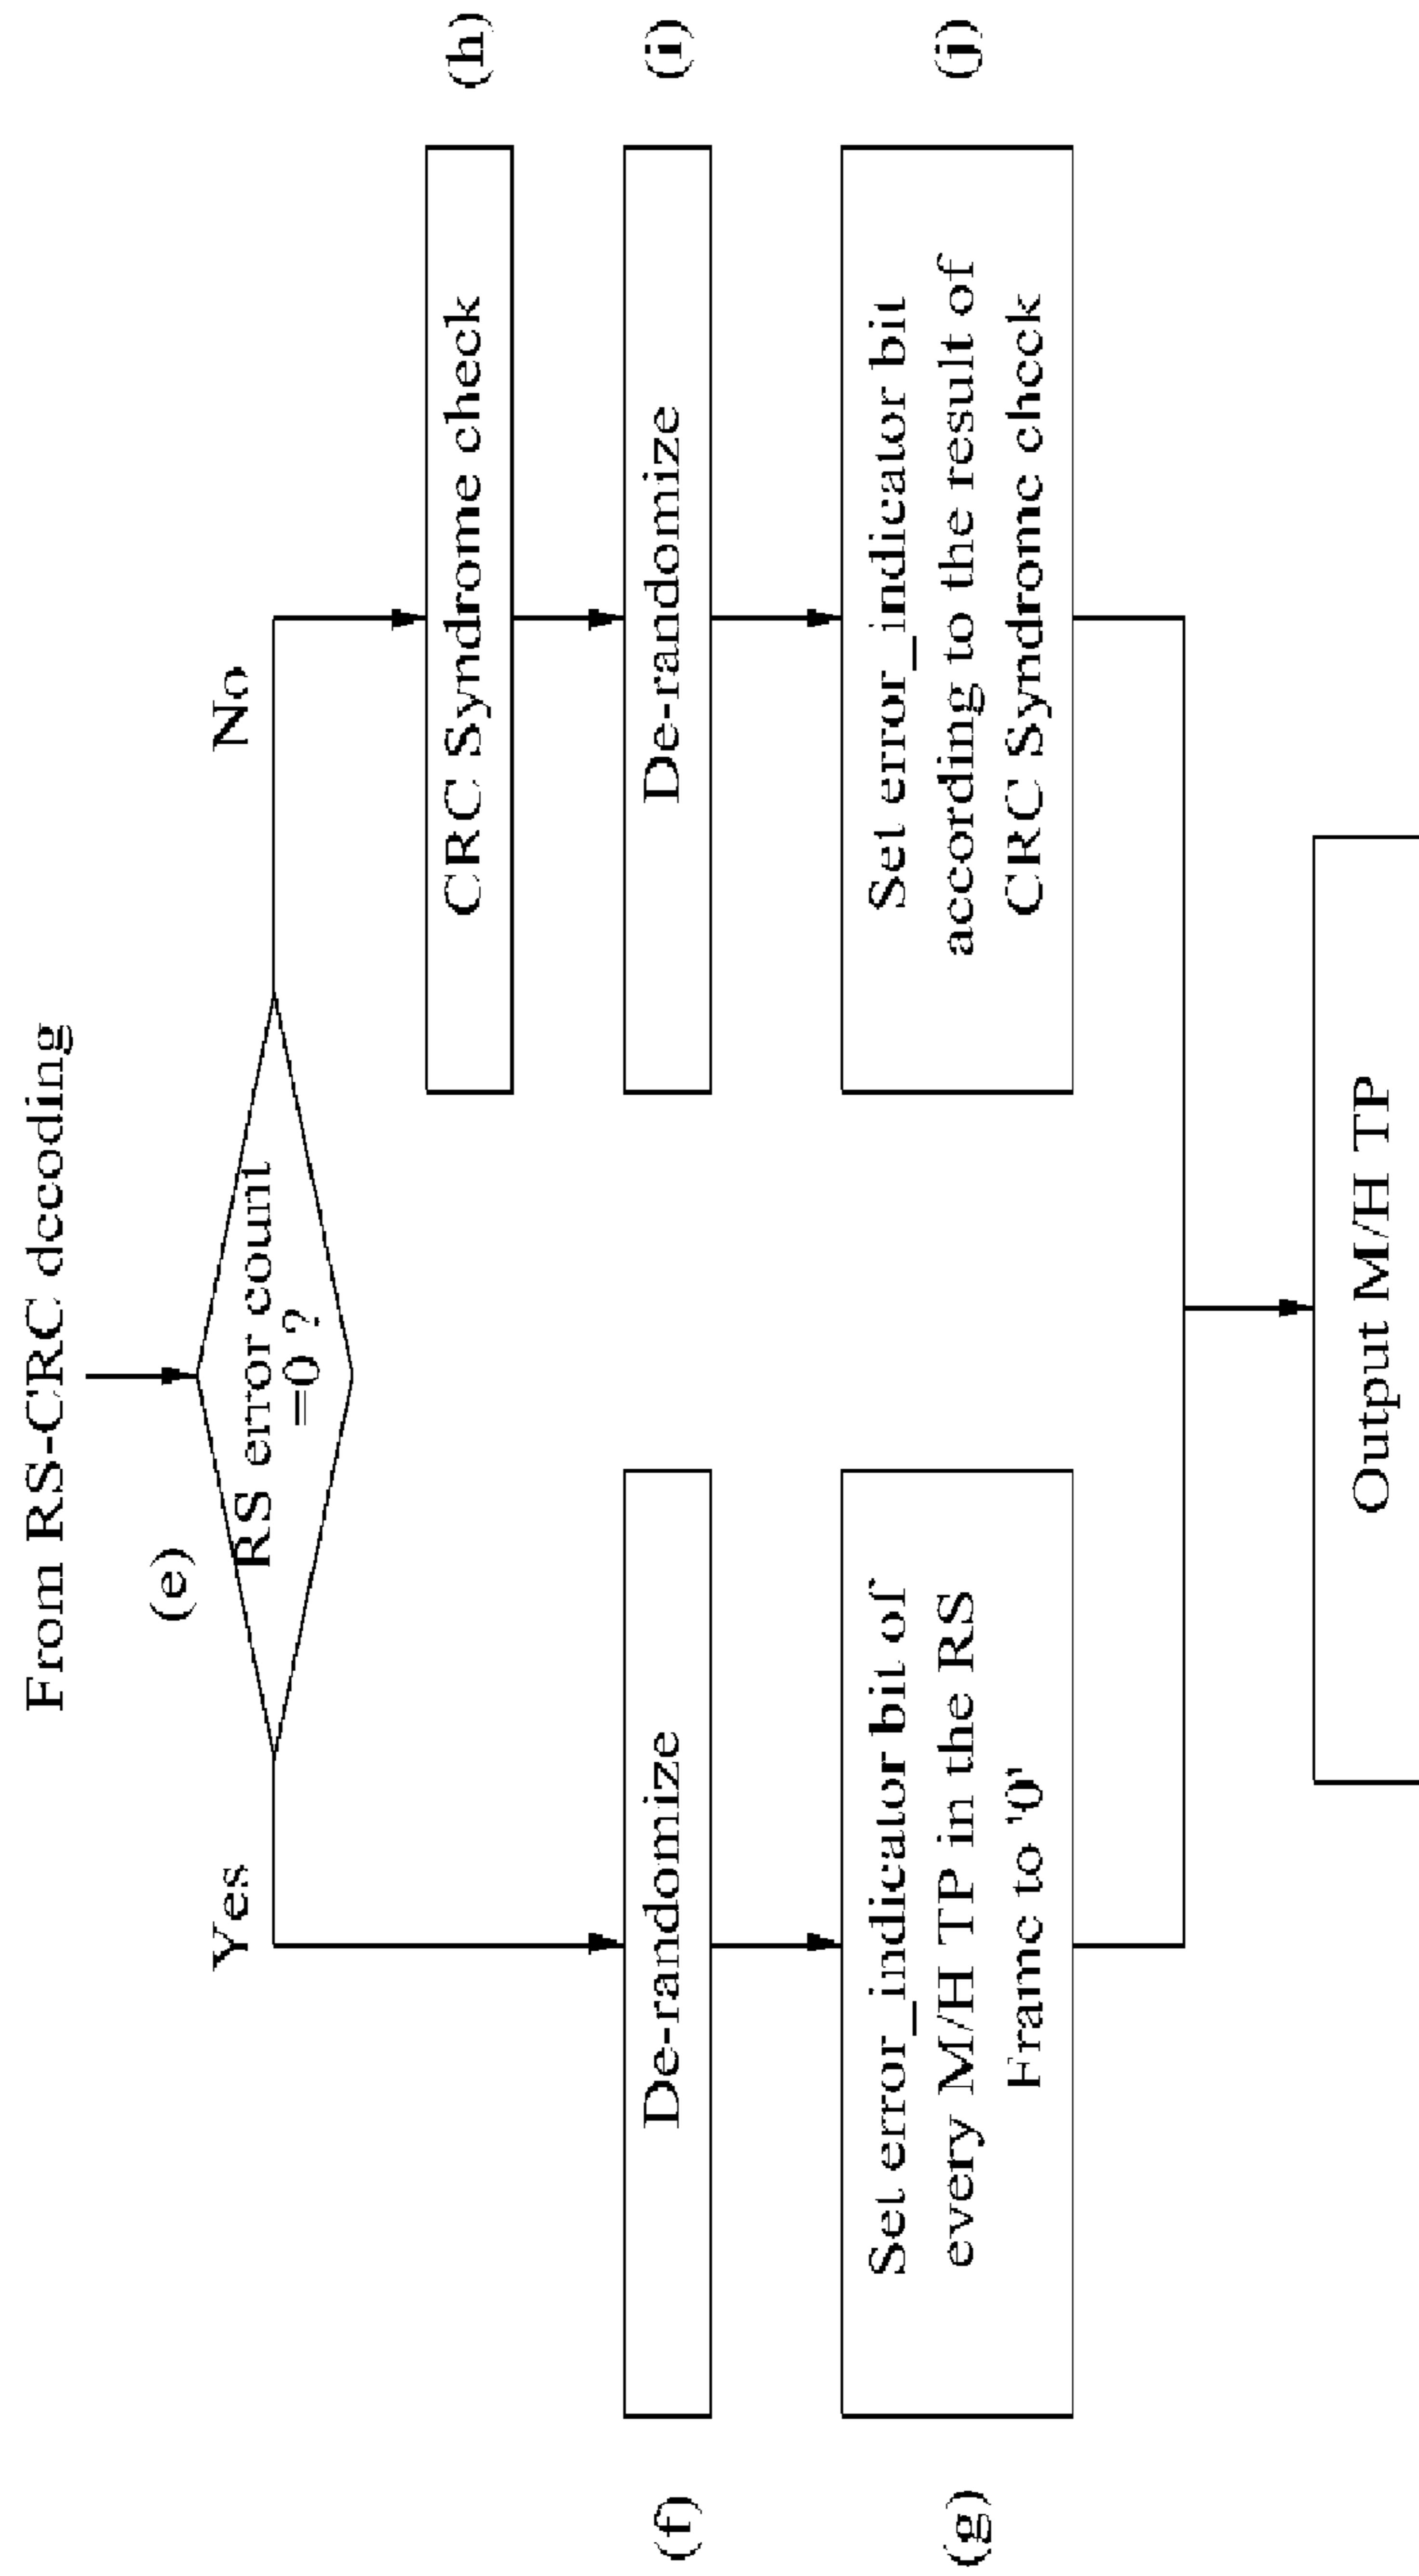 From RS-CRC decoding
(e)
RS error count
=0 ?
Yes
No
CRC Syndrome check
(h)
(f)
De-randomize
De-randomize
(i)
(g)
Set error_indicator bit of
every M/H TP in the RS
Frame to '0'
Set error_indicator bit
according to the result of
CRC Syndrome check
(j)
Output M/H TP